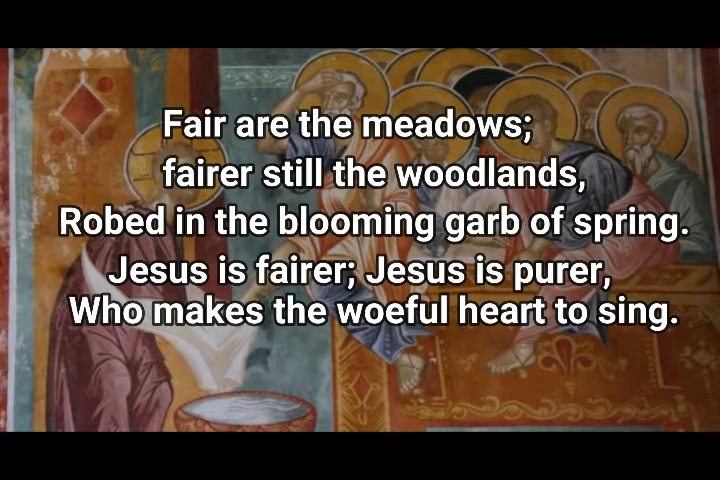 Fair are the meadows;
fairer still the woodlands,
Robed in the blooming garb of spring.
Jesus is fairer; Jesus is purer,
Who makes the woeful heart to sing.